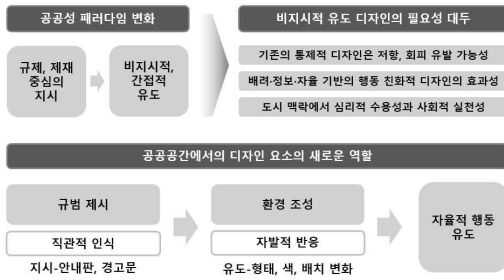 공공성 패러다임 변화
규제, 제재
중심의
지시
비지시적,
간접적
유도
비지시적 유도 디자인의 필요성 대두
기존의 통제적 디자인은 저항, 회피 유발 가능성
배려·정보·자율 기반의 행동 친화적 디자인의 효과성
도시 맥락에서 심리적 수용성과 사회적 실천성
공공공간에서의 디자인 요소의 새로운 역할
규범 제시
직관적 인식
지시-안내판, 경고문
환경 조성
자발적 반응
유도-형태, 색, 배치 변화
자율적 행동
유도